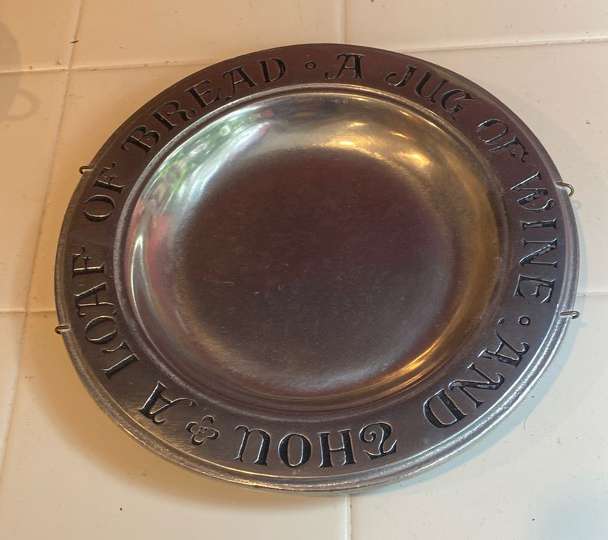 A LOAF OF BREAD · A JUG OF WINE · AND THOU